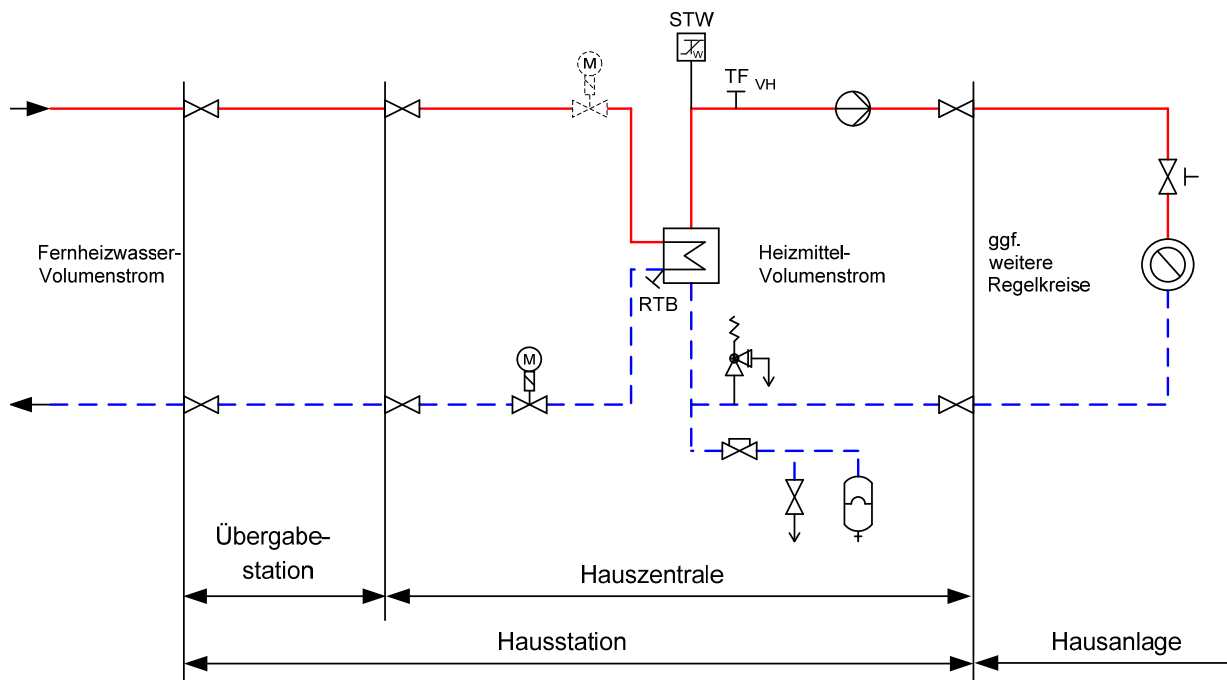 STW
W
M
TF VH
Fernheizwasser-
Volumenstrom
Heizmittel-
Volumenstrom
ggf.
weitere
Regelkreise
RTB
M
Übergabe-
station
Hauszentrale
Hausstation
Hausanlage